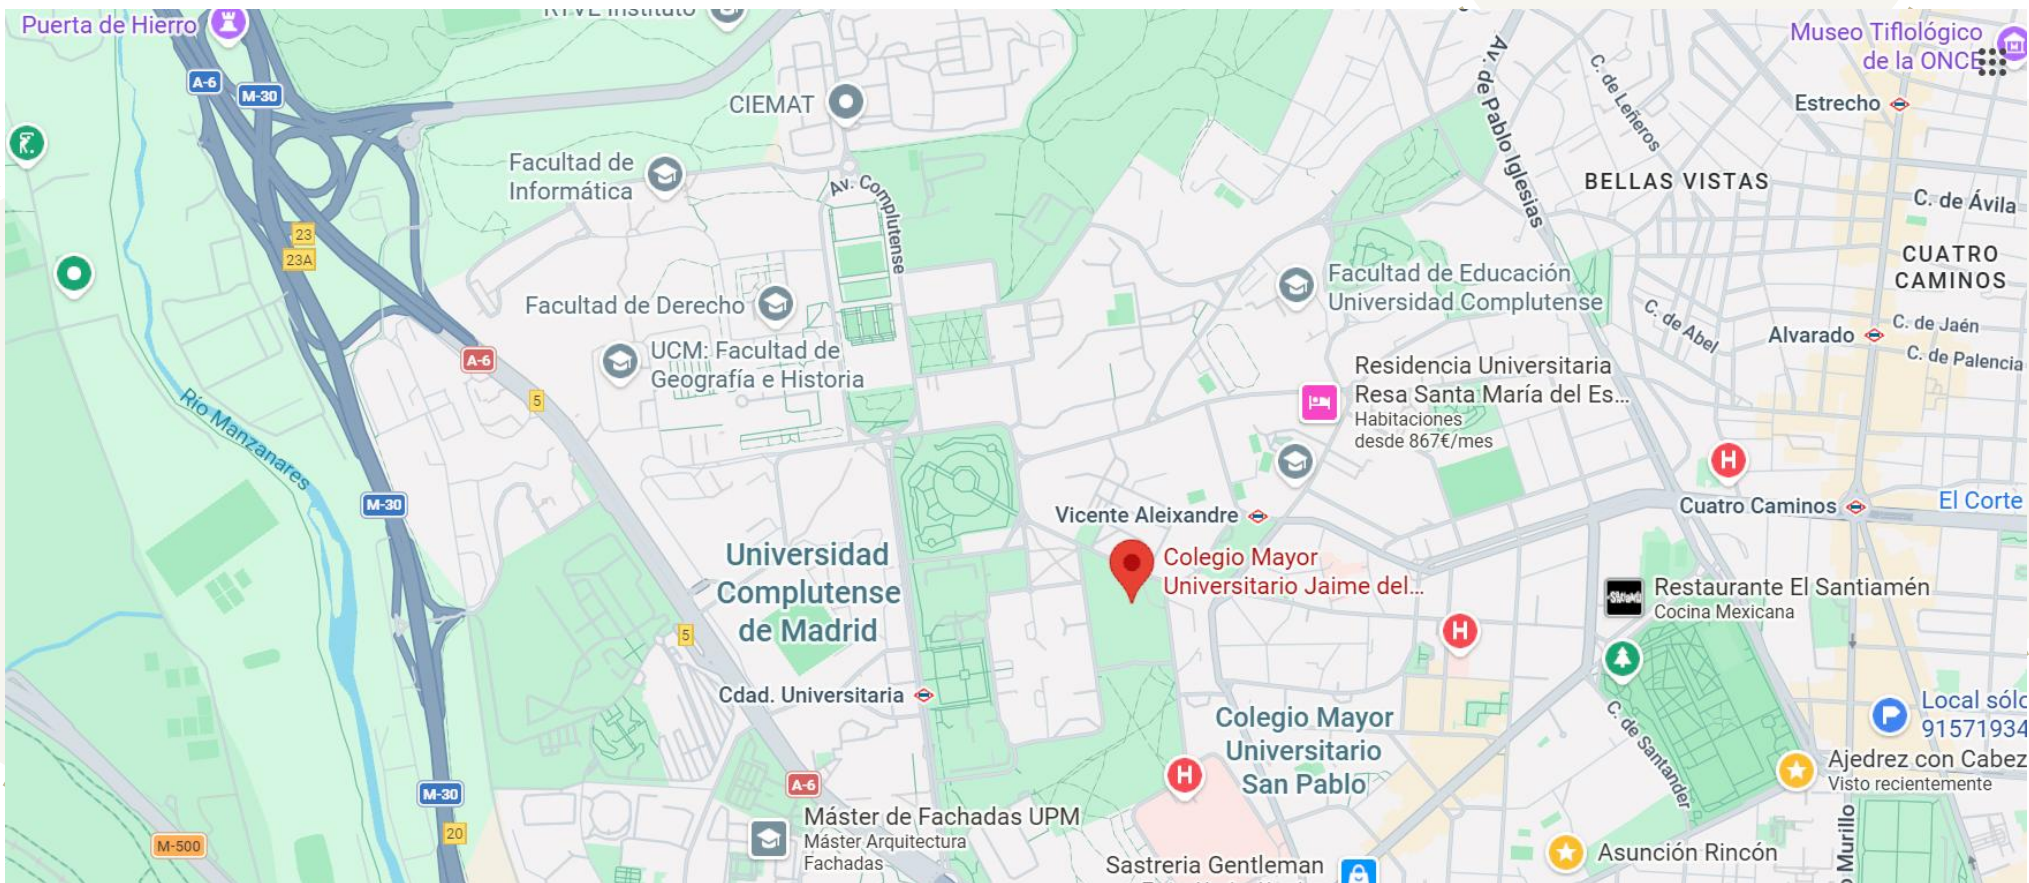 Puerta de Hierro
RTVE Instituto
Museo Tiflológico
de la ONCE
A-6
M-30
CIEMAT
Av. de Pablo Iglesias
C. de Leñeros
Estrecho
Facultad de
Informática
Av. Complutense
BELLAS VISTAS
C. de Ávila
23
23A
CUATRO
CAMINOS
Facultad de Derecho
Facultad de Educación
Universidad Complutense
C. de Abel
Alvarado
C. de Jaén
C. de Palencia
A-6
UCM: Facultad de
Geografía e Historia
5
Residencia Universitaria
Resa Santa María del Es...
Habitaciones
desde 867€/mes
Río Manzanares
M-30
H
Vicente Aleixandre
Cuatro Caminos
El Corte
Universidad
Complutense
de Madrid
Colegio Mayor
Universitario Jaime del...
Restaurante El Santiamén
Cocina Mexicana
5
H
Cdad. Universitaria
Colegio Mayor
Universitario
San Pablo
C. de Santander
Local sólo
91571934
H
Ajedrez con Cabez
Visto recientemente
M-30
A-6
20
M-500
Máster de Fachadas UPM
Máster Arquitectura
Fachadas
Sastreria Gentleman
Asunción Rincón
Murillo